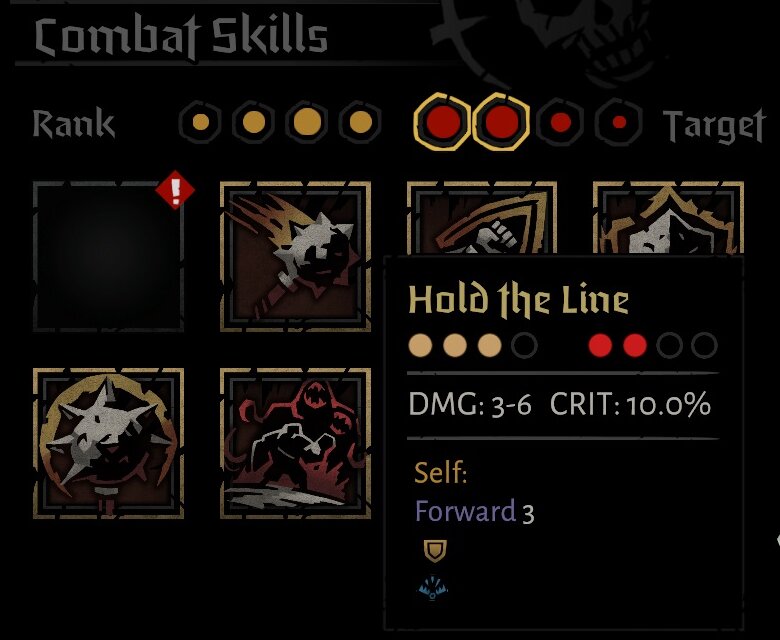 Combat Skills
Rank
Target
!
Hold the Line
DMG: 3-6 CRIT: 10.0%
Self:
Forward 3